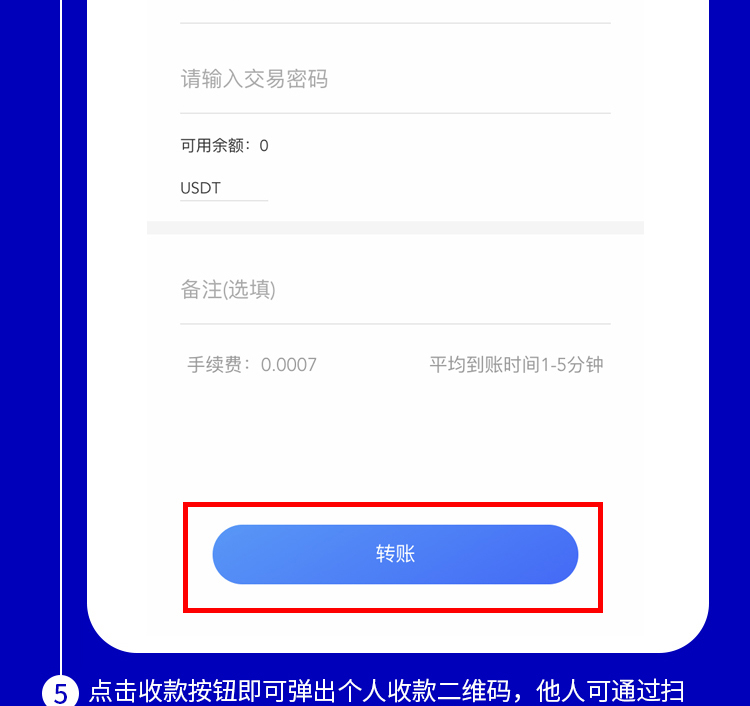 请输入交易密码
可用余额：0
USDT
备注(选填)
手续费：0.0007 平均到账时间1-5分钟
转账
5 点击收款按钮即可弹出个人收款二维码，他人可通过扫